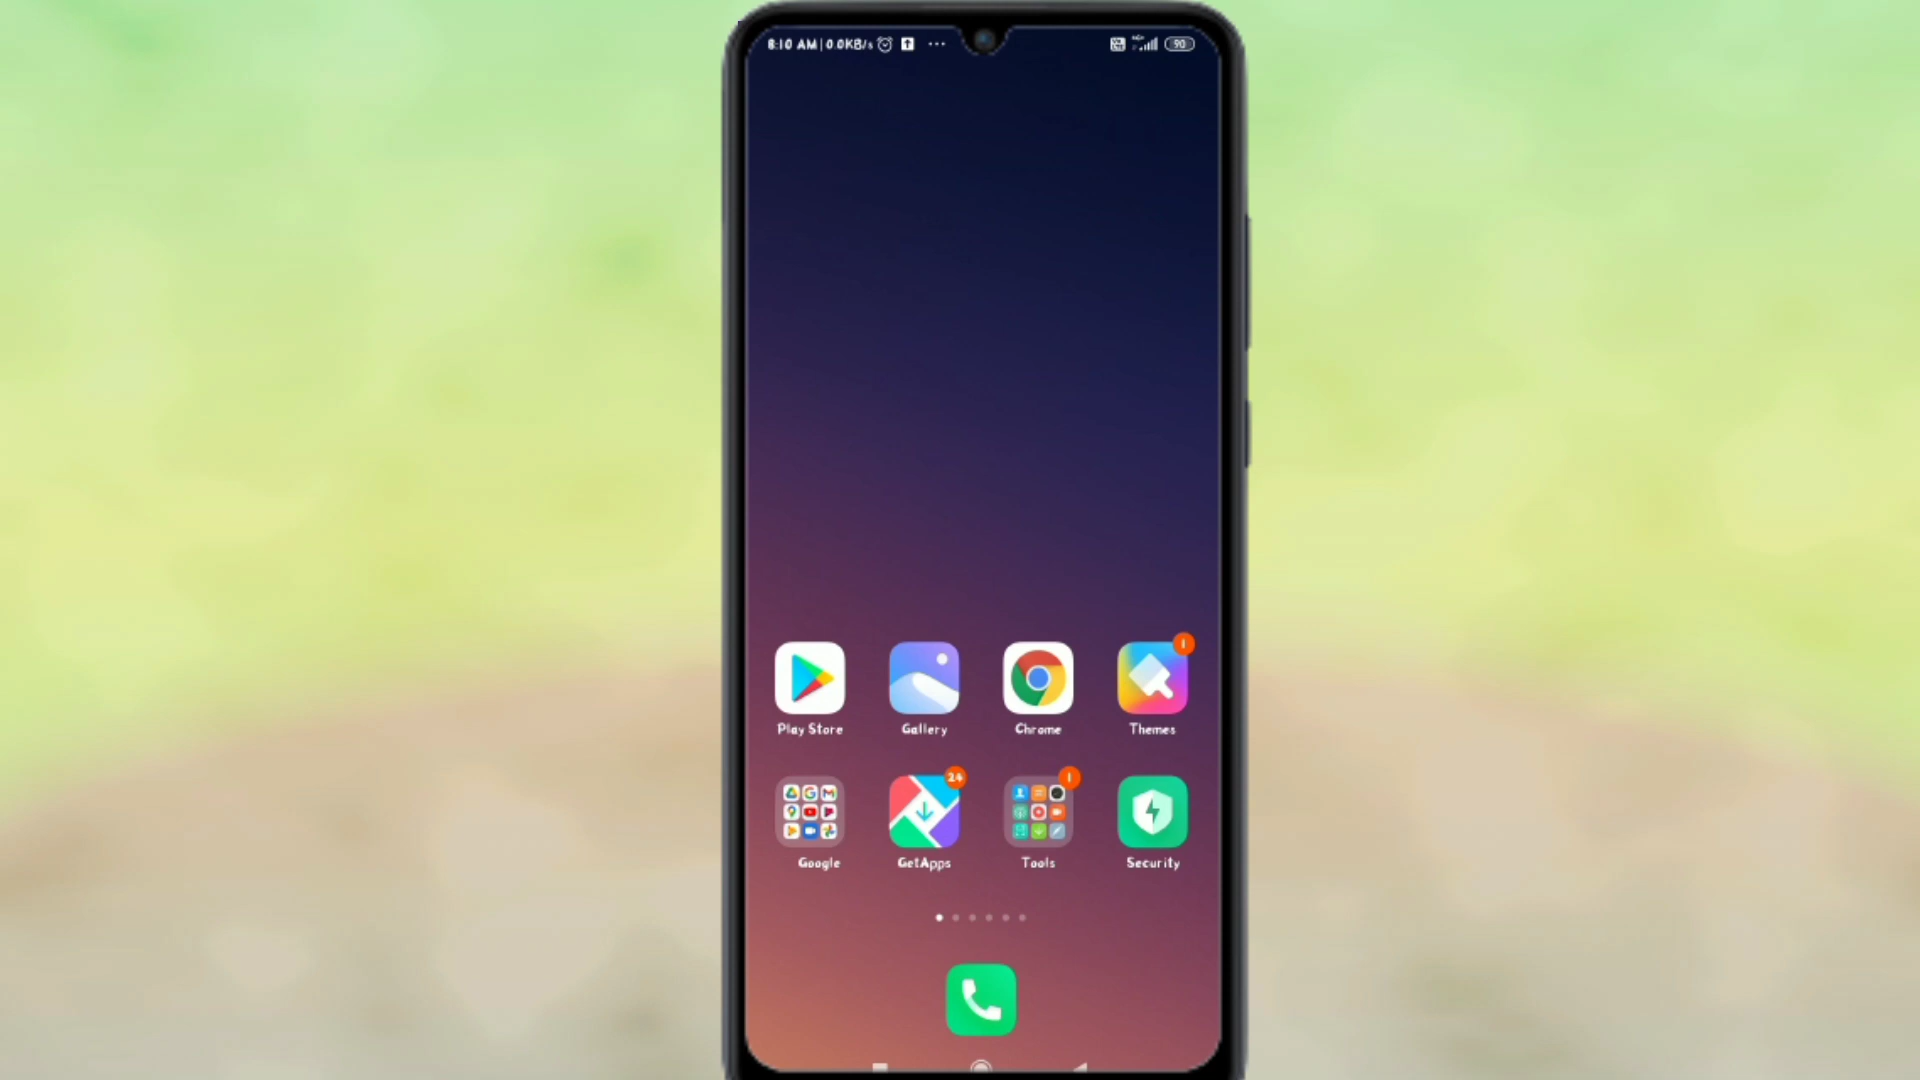 8:10 AM | 0.0KB/s ... 90
Play Store Gallery Chrome Themes
1
24 1
Google GetApps Tools Security